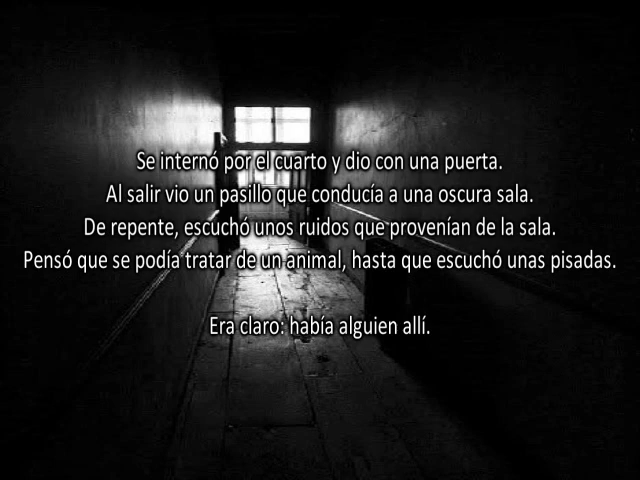 Se internó por el cuarto y dio con una puerta.
Al salir vio un pasillo que conducía a una oscura sala.
De repente, escuchó unos ruidos que provenían de la sala.
Pensó que se podía tratar de un animal, hasta que escuchó unas pisadas.
Era claro: había alguien allí.